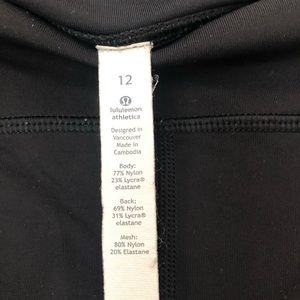 12
lululemon
athletica
Designed in
Vancouver
Made in
Cambodia
Body:
77% Nylon
23% Lycra®
elastane
Back:
69% Nylon
31% Lycra®
elastane
Mesh:
80% Nylon
20% Elastane